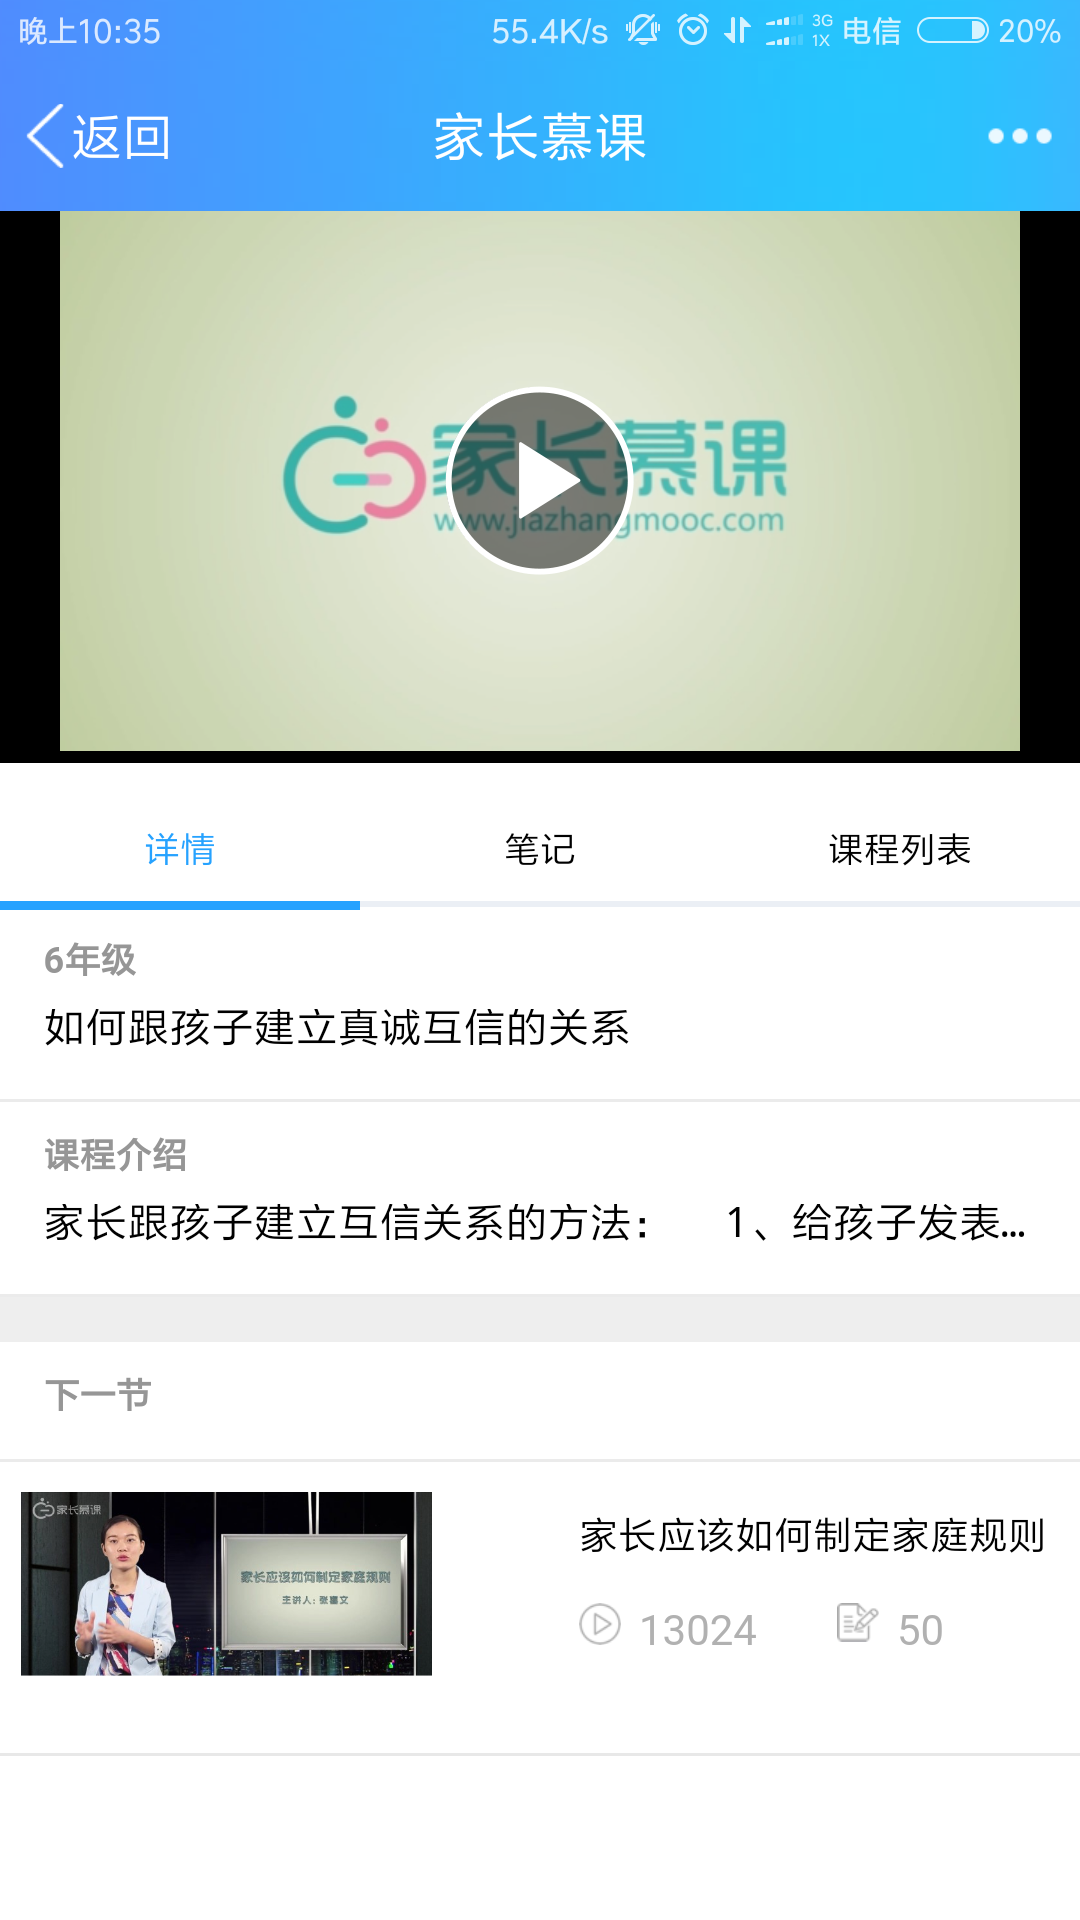 晚上10:35 55.4K/s 3G 1X 电信 20%
返回 家长慕课
家长慕课
www.jiazhangmooc.com
详情 笔记 课程列表
6年级
如何跟孩子建立真诚互信的关系
课程介绍
家长跟孩子建立互信关系的方法： 1、给孩子发表...
下一节
家长慕课
家长应该如何制定家庭规则
主讲人：张疆文
家长应该如何制定家庭规则
13024 50